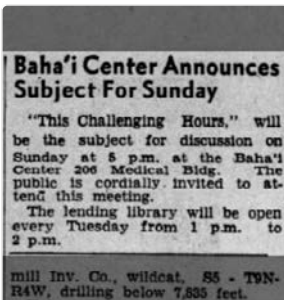 Baha'i Center Announces
Subject For Sunday
"This Challenging Hours," will
be the subject for discussion on
Sunday at 5 p.m. at the Baha'i
Center 206 Medical Bldg. The
public is cordially invited to at-
tend this meeting.
The lending library will be open
every Tuesday from 1 p.m. to
2 p.m.
mill Inv. Co., wildcat, S5 - T9N-
R4W, drilling below 7,835 feet.